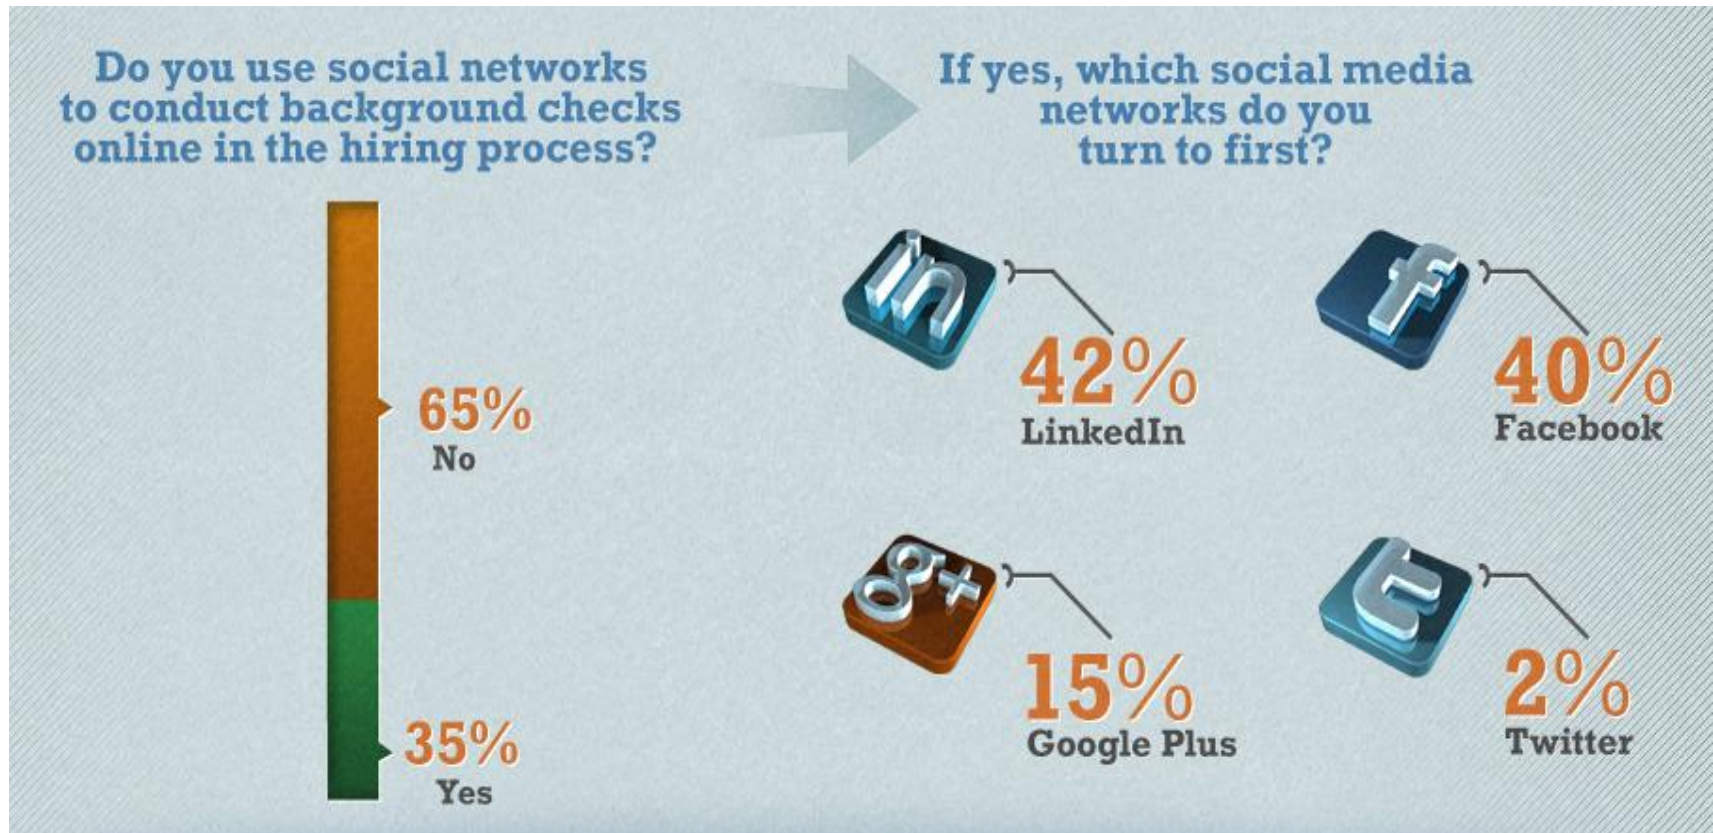 Do you use social networks
to conduct background checks
online in the hiring process?
65%
No
35%
Yes
If yes, which social media
networks do you
turn to first?
in
42%
LinkedIn
f
40%
Facebook
g+
15%
Google Plus
t
2%
Twitter